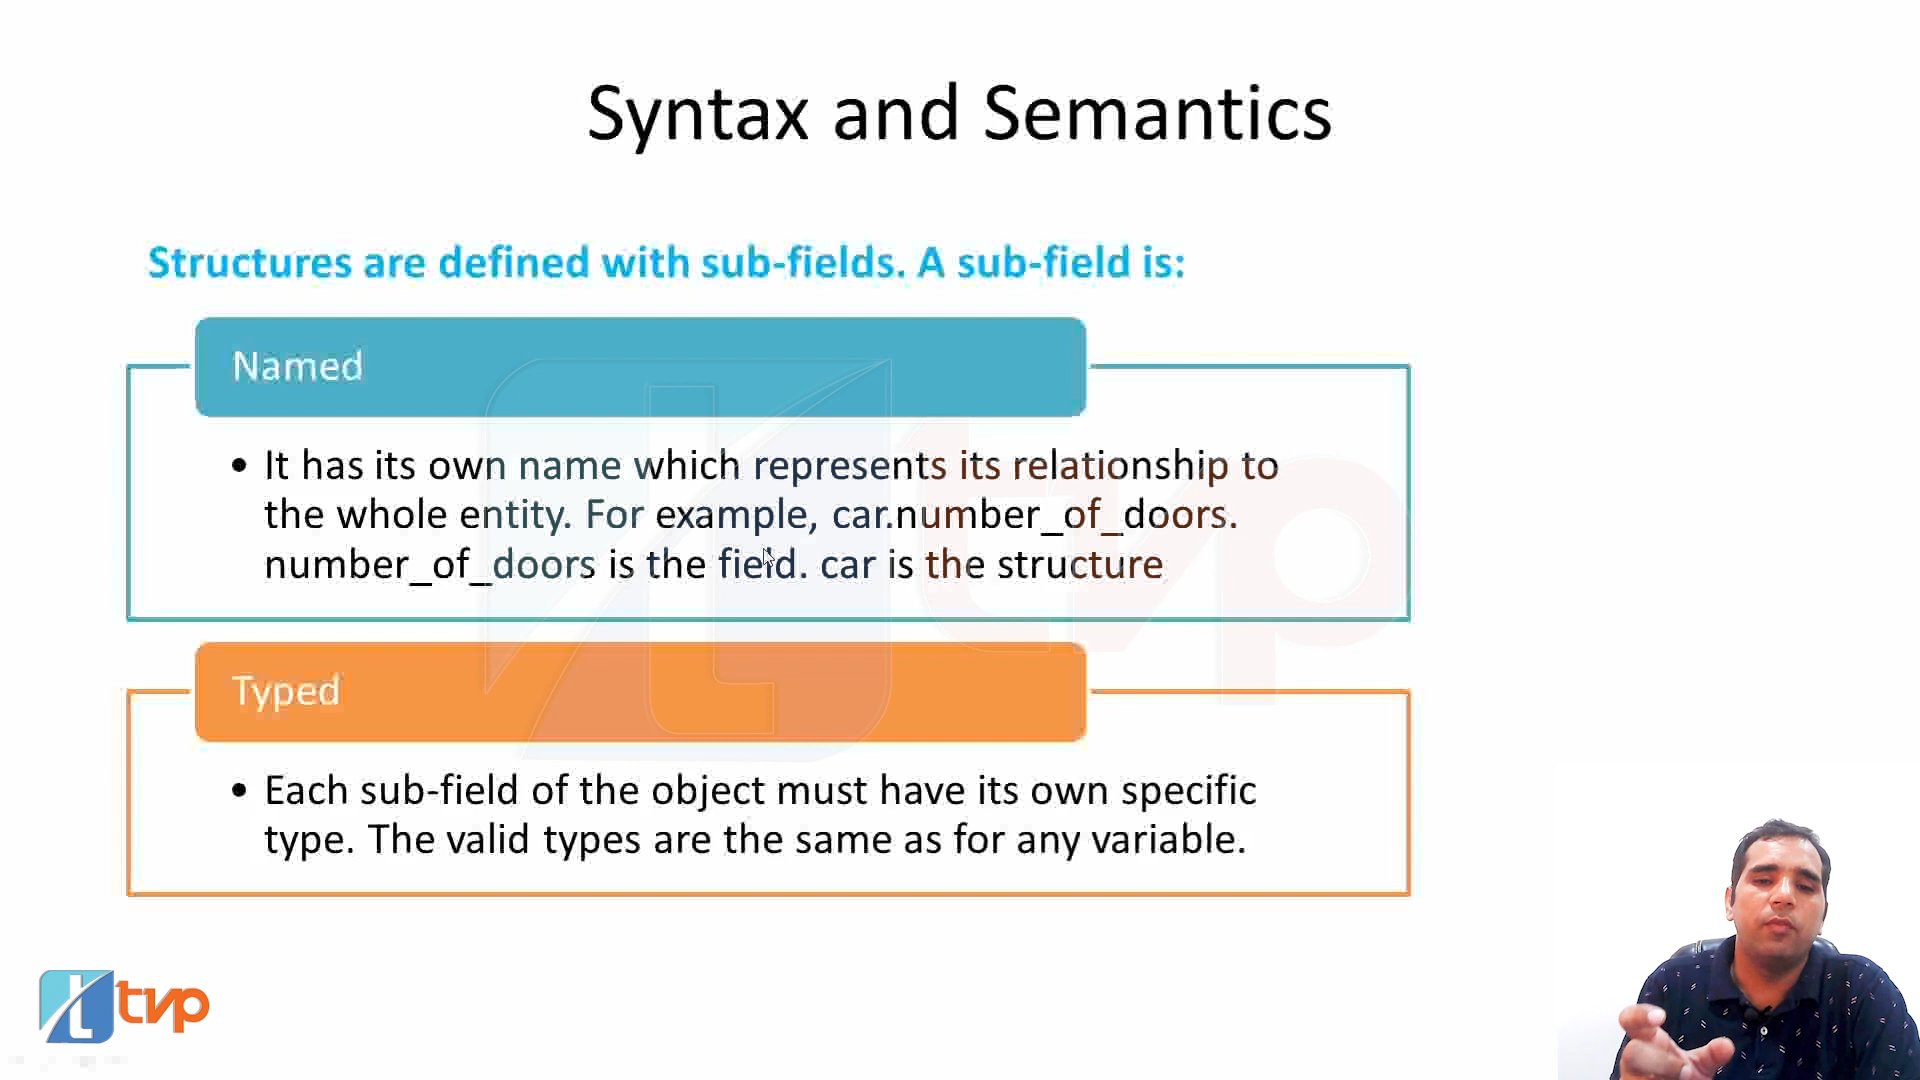 Syntax and Semantics
Structures are defined with sub-fields. A sub-field is:
Named
• It has its own name which represents its relationship to
the whole entity. For example, car.number_of_doors.
number_of_doors is the field. car is the structure
Typed
• Each sub-field of the object must have its own specific
type. The valid types are the same as for any variable.
t tvp
tvp